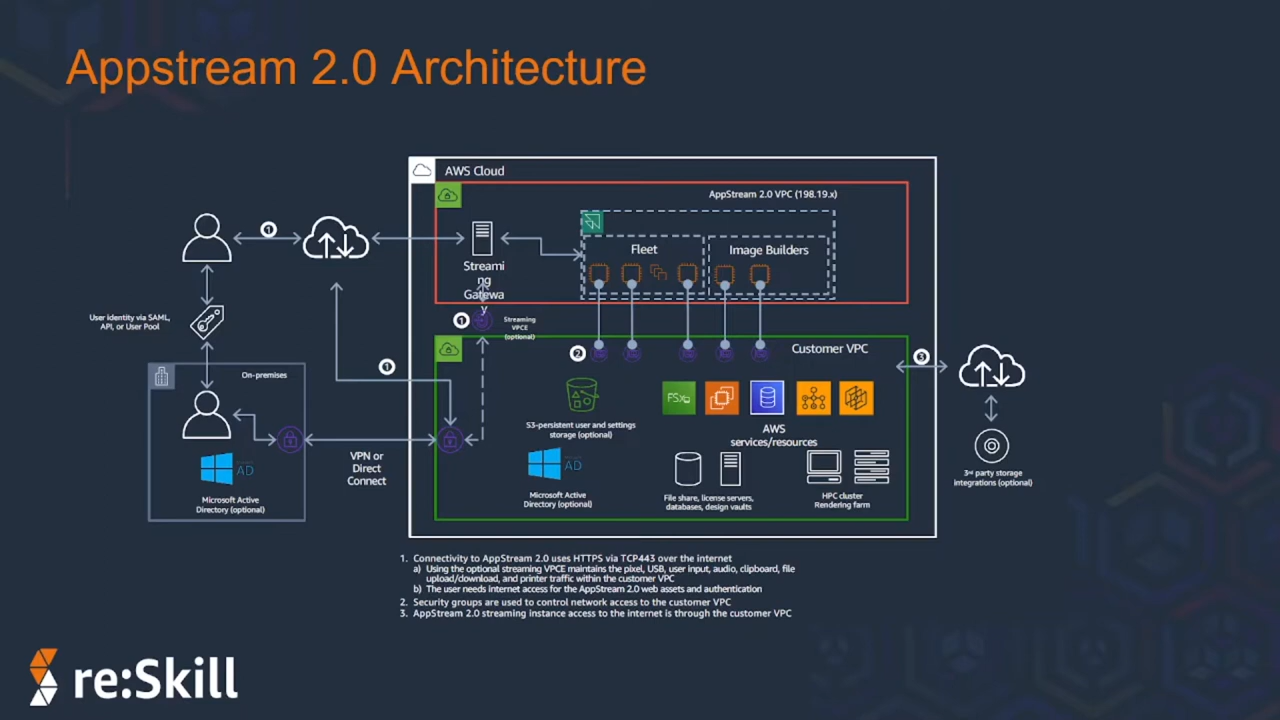 Appstream 2.0 Architecture
AWS Cloud
AppStream 2.0 VPC (198.19.x)
1
Streami
ng
Gatewa
y
Fleet
Image Builders
User identity via SAML,
API, or User Pool
1
Streaming
VPCE
(optional)
2
Customer VPC
3
1
On-premises
FSx
S3-persistent user and settings
storage (optional)
AWS
services/resources
VPN or
Direct
Connect
AD
Microsoft Active
Directory (optional)
AD
Microsoft Active
Directory (optional)
File share, license servers,
databases, design vaults
HPC cluster
Rendering farm
3rd party storage
integrations (optional)
1. Connectivity to AppStream 2.0 uses HTTPS via TCP443 over the internet
a) Using the optional streaming VPCE maintains the pixel, USB, user input, audio, clipboard, file
upload/download, and printer traffic within the customer VPC
b) The user needs internet access for the AppStream 2.0 web assets and authentication
2. Security groups are used to control network access to the customer VPC
3. AppStream 2.0 streaming instance access to the internet is through the customer VPC
re:Skill